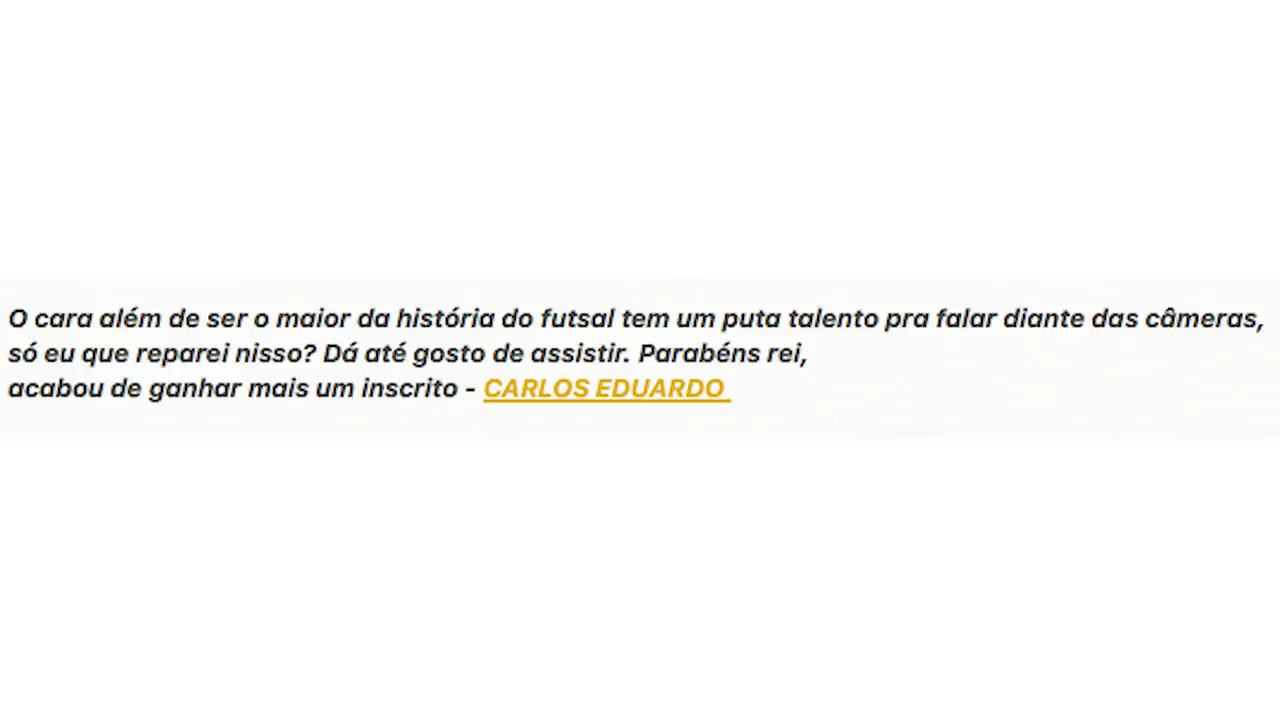 O cara além de ser o maior da história do futsal tem um puta talento pra falar diante das câmeras,
só eu que reparei nisso? Dá até gosto de assistir. Parabéns rei,
acabou de ganhar mais um inscrito - CARLOS EDUARDO